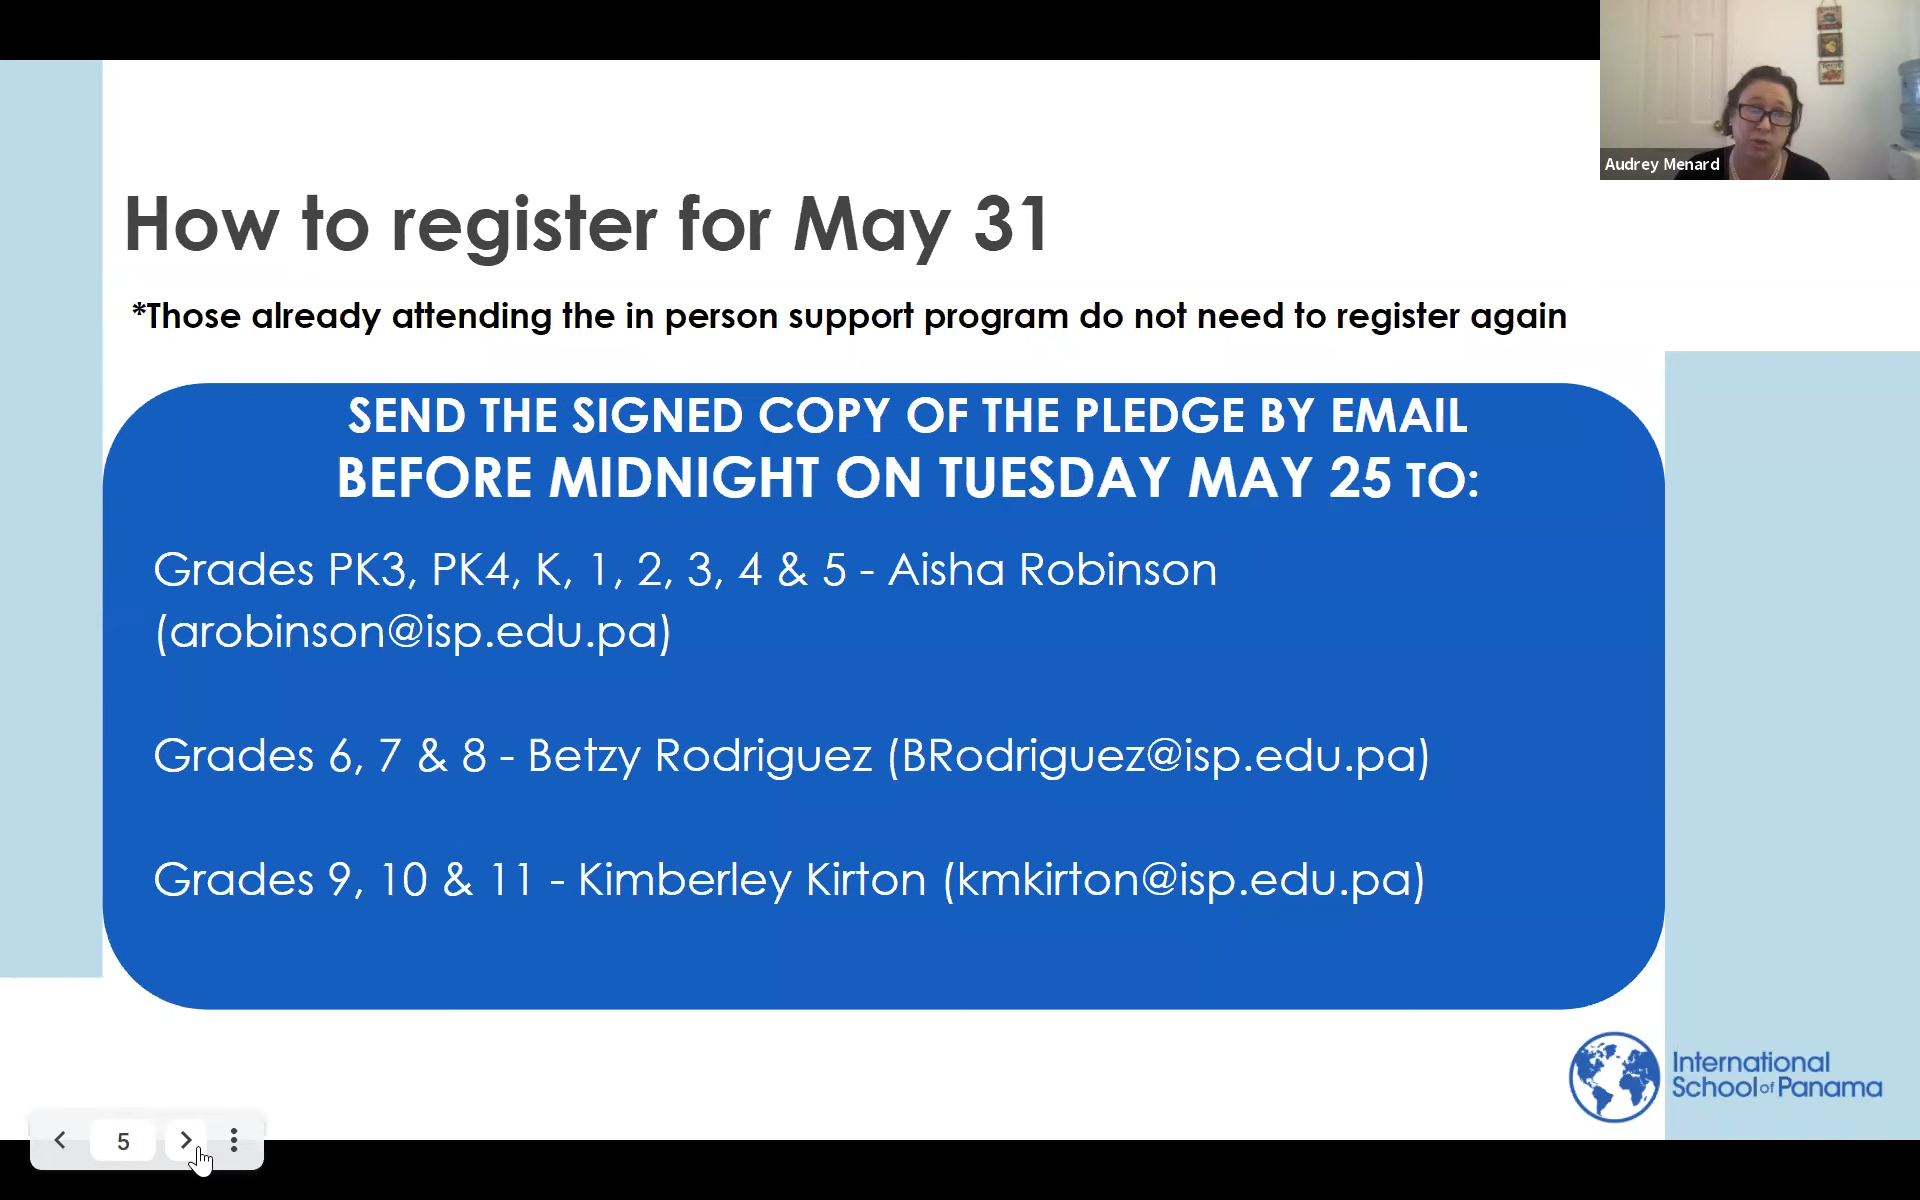 Audrey Menard
How to register for May 31
*Those already attending the in person support program do not need to register again
SEND THE SIGNED COPY OF THE PLEDGE BY EMAIL
BEFORE MIDNIGHT ON TUESDAY MAY 25 TO:
Grades PK3, PK4, K, 1, 2, 3, 4 & 5 - Aisha Robinson
(arobinson@isp.edu.pa)
Grades 6, 7 & 8 - Betzy Rodriguez (BRodriguez@isp.edu.pa)
Grades 9, 10 & 11 - Kimberley Kirton (kmkirton@isp.edu.pa)
International
School of Panama
5